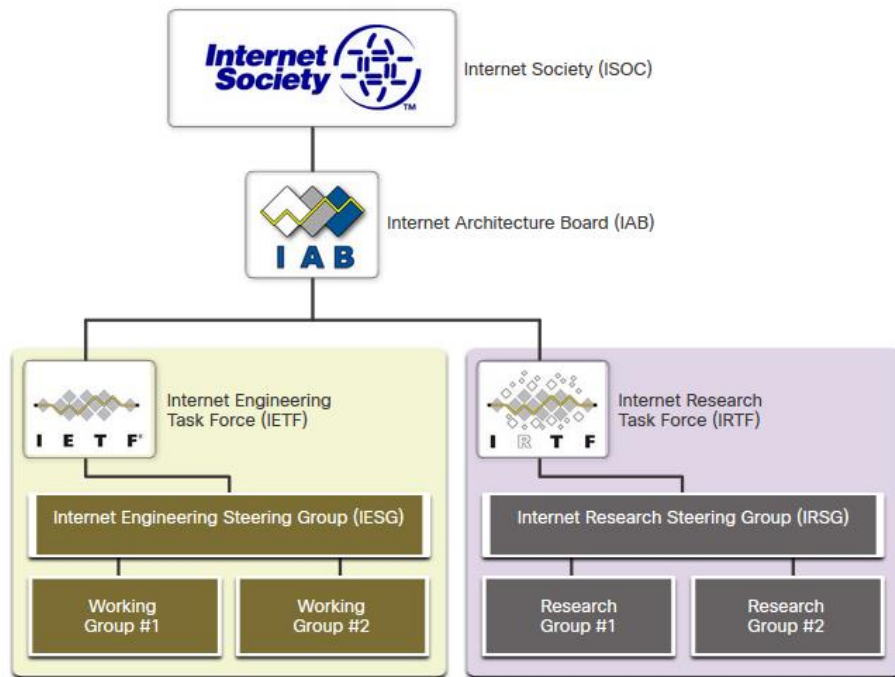 Internet
Society
TM
Internet Society (ISOC)
I A B
Internet Architecture Board (IAB)
I E T F®
Internet Engineering
Task Force (IETF)
I R T F
Internet Research
Task Force (IRTF)
Internet Engineering Steering Group (IESG)
Internet Research Steering Group (IRSG)
Working
Group #1
Working
Group #2
Research
Group #1
Research
Group #2